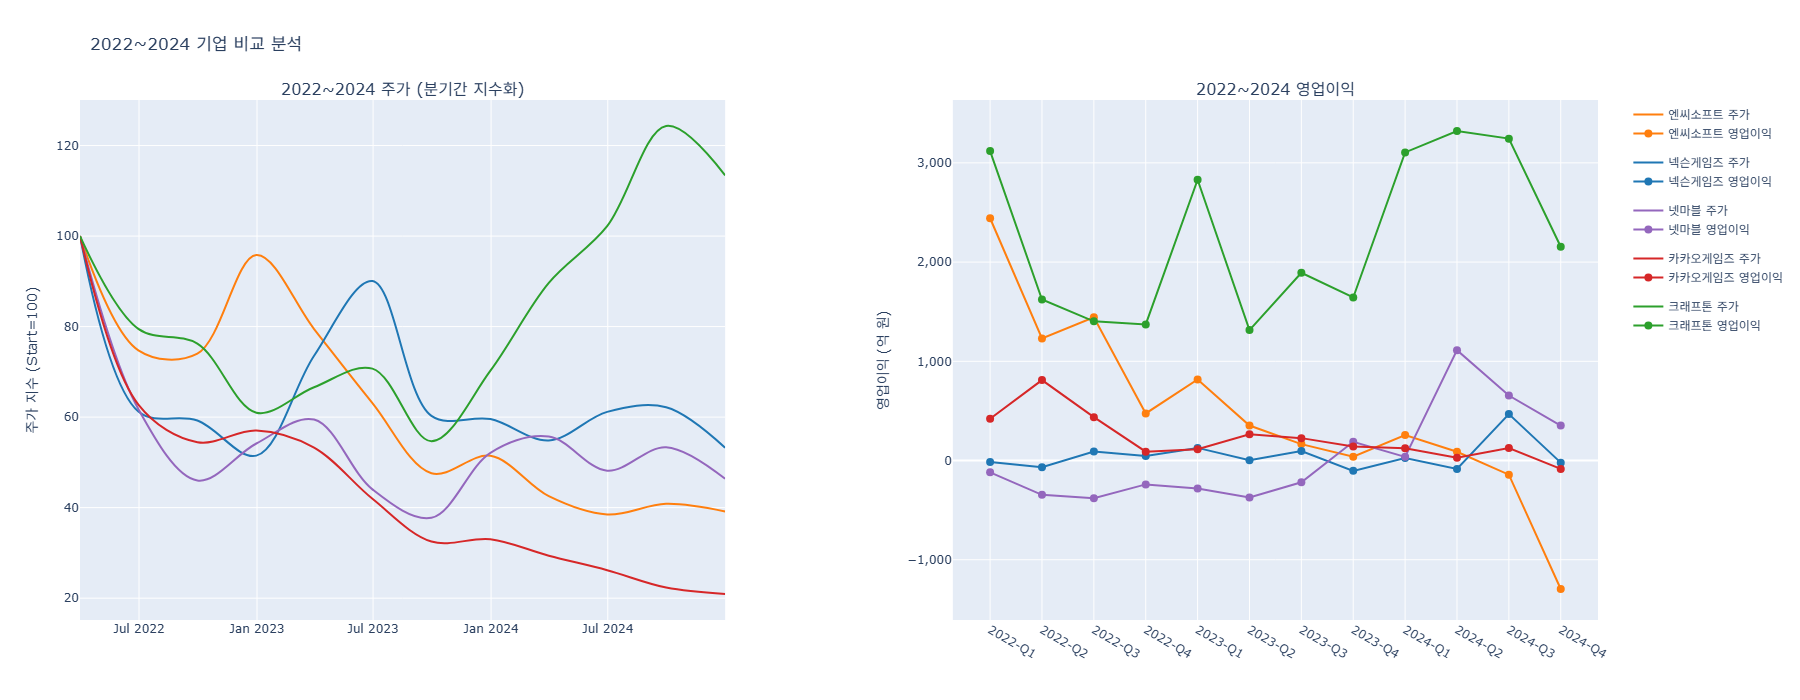 2022~2024 기업 비교 분석
2022~2024 주가 (분기간 지수화)
주가 지수 (Start=100)
120
100
80
60
40
20
Jul 2022
Jan 2023
Jul 2023
Jan 2024
Jul 2024
2022~2024 영업이익
영업이익 (억 원)
3,000
2,000
1,000
0
−1,000
2022-Q1
2022-Q2
2022-Q3
2022-Q4
2023-Q1
2023-Q2
2023-Q3
2023-Q4
2024-Q1
2024-Q2
2024-Q3
2024-Q4
엔씨소프트 주가
엔씨소프트 영업이익
넥슨게임즈 주가
넥슨게임즈 영업이익
넷마블 주가
넷마블 영업이익
카카오게임즈 주가
카카오게임즈 영업이익
크래프톤 주가
크래프톤 영업이익